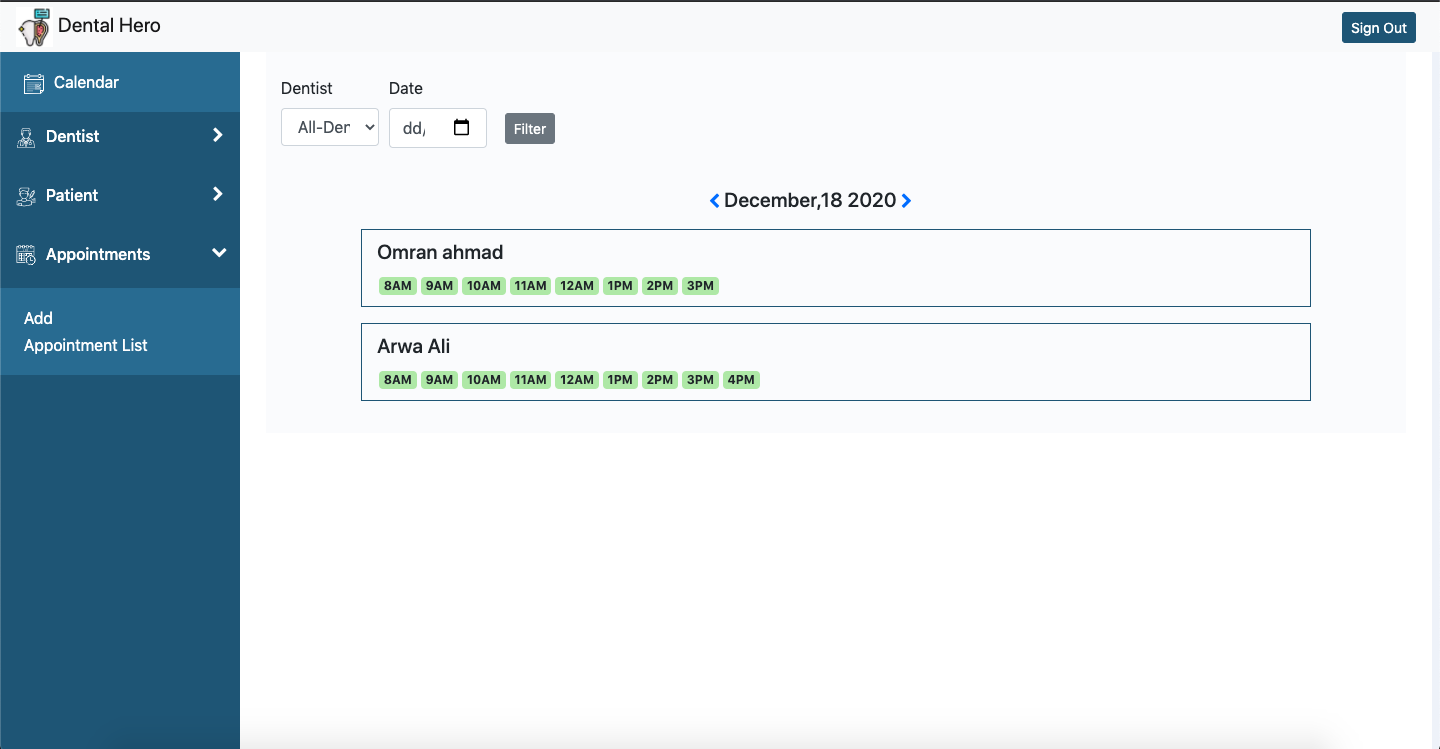 Dental Hero
Sign Out
Calendar
Dentist
Patient
Appointments
Add
Appointment List
Dentist Date
All-Der dd, Filter
December,18 2020
Omran ahmad
8AM 9AM 10AM 11AM 12AM 1PM 2PM 3PM
Arwa Ali
8AM 9AM 10AM 11AM 12AM 1PM 2PM 3PM 4PM